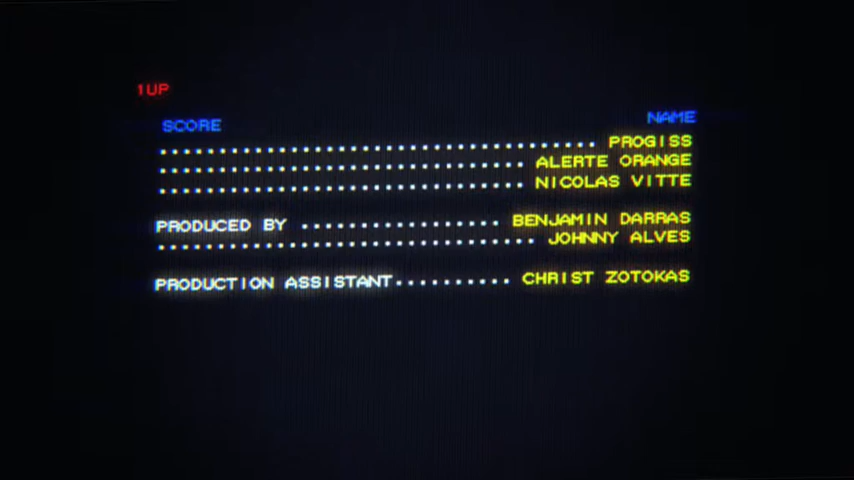 1UP
SCORE NAME
...................................... PROGISS
................................ ALERTE ORANGE
................................ NICOLAS VITTE
PRODUCED BY ................. BENJAMIN DARRAS
................................. JOHNNY ALVES
PRODUCTION ASSISTANT.......... CHRIST ZOTOKAS